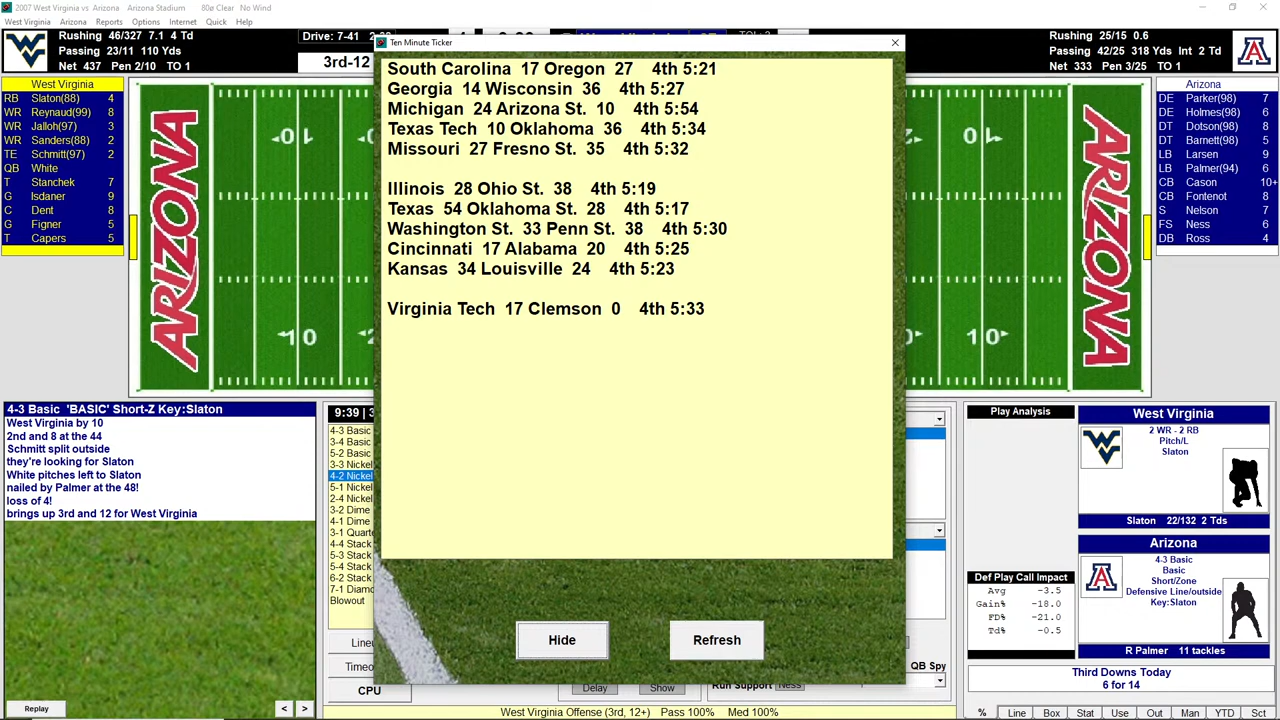 2007 West Virginia vs Arizona Arizona Stadium 80ø Clear No Wind
West Virginia Arizona Reports Options Internet Quick Help
Rushing 46/327 7.1 4 Td
Passing 23/11 110 Yds
Net 437 Pen 2/10 TO 1
Drive: 7-41
3rd-12
Rushing 25/15 0.6
Passing 42/25 318 Yds Int 2 Td
Net 333 Pen 3/25 TO 1
Ten Minute Ticker
South Carolina 17 Oregon 27 4th 5:21
Georgia 14 Wisconsin 36 4th 5:27
Michigan 24 Arizona St. 10 4th 5:54
Texas Tech 10 Oklahoma 36 4th 5:34
Missouri 27 Fresno St. 35 4th 5:32
Illinois 28 Ohio St. 38 4th 5:19
Texas 54 Oklahoma St. 28 4th 5:17
Washington St. 33 Penn St. 38 4th 5:30
Cincinnati 17 Alabama 20 4th 5:25
Kansas 34 Louisville 24 4th 5:23
Virginia Tech 17 Clemson 0 4th 5:33
Hide Refresh
West Virginia
RB Slaton(88) 4
WR Reynaud(99) 8
WR Jalloh(97) 3
WR Sanders(88) 2
TE Schmitt(97) 2
QB White
T Stanchek 7
G Isdaner 9
C Dent 8
G Figner 5
T Capers 5
Arizona
DE Parker(98) 7
DE Holmes(98) 6
DT Dotson(98) 8
DT Barnett(98) 5
LB Larsen 9
LB Palmer(94) 6
CB Cason 10+
CB Fontenot 8
S Nelson 7
FS Ness 6
DB Ross 4
ARIZONA
ARIZONA
4-3 Basic 'BASIC' Short-Z Key:Slaton
West Virginia by 10
2nd and 8 at the 44
Schmitt split outside
they're looking for Slaton
White pitches left to Slaton
nailed by Palmer at the 48!
loss of 4!
brings up 3rd and 12 for West Virginia
Replay < >
9:39 | 3
4-3 Basic
3-4 Basic
5-2 Basic
3-3 Nickel
4-2 Nickel
5-1 Nickel
2-4 Nickel
3-2 Dime
4-1 Dime
3-1 Quarte
4-4 Stack
5-3 Stack
5-4 Stack
6-2 Stack
7-1 Diamo
Blowout
Line
Timeo
CPU
Delay Show
Run Support Ness
QB Spy
West Virginia Offense (3rd, 12+) Pass 100% Med 100%
Play Analysis
Def Play Call Impact
Avg -3.5
Gain% -18.0
FD% -21.0
Td% -0.5
West Virginia
2 WR - 2 RB
Pitch/L
Slaton
Slaton 22/132 2 Tds
Arizona
4-3 Basic
Basic
Short/Zone
Defensive Line/outside
Key:Slaton
R Palmer 11 tackles
Third Downs Today
6 for 14
% Line Box Stat Use Out Man YTD Sct